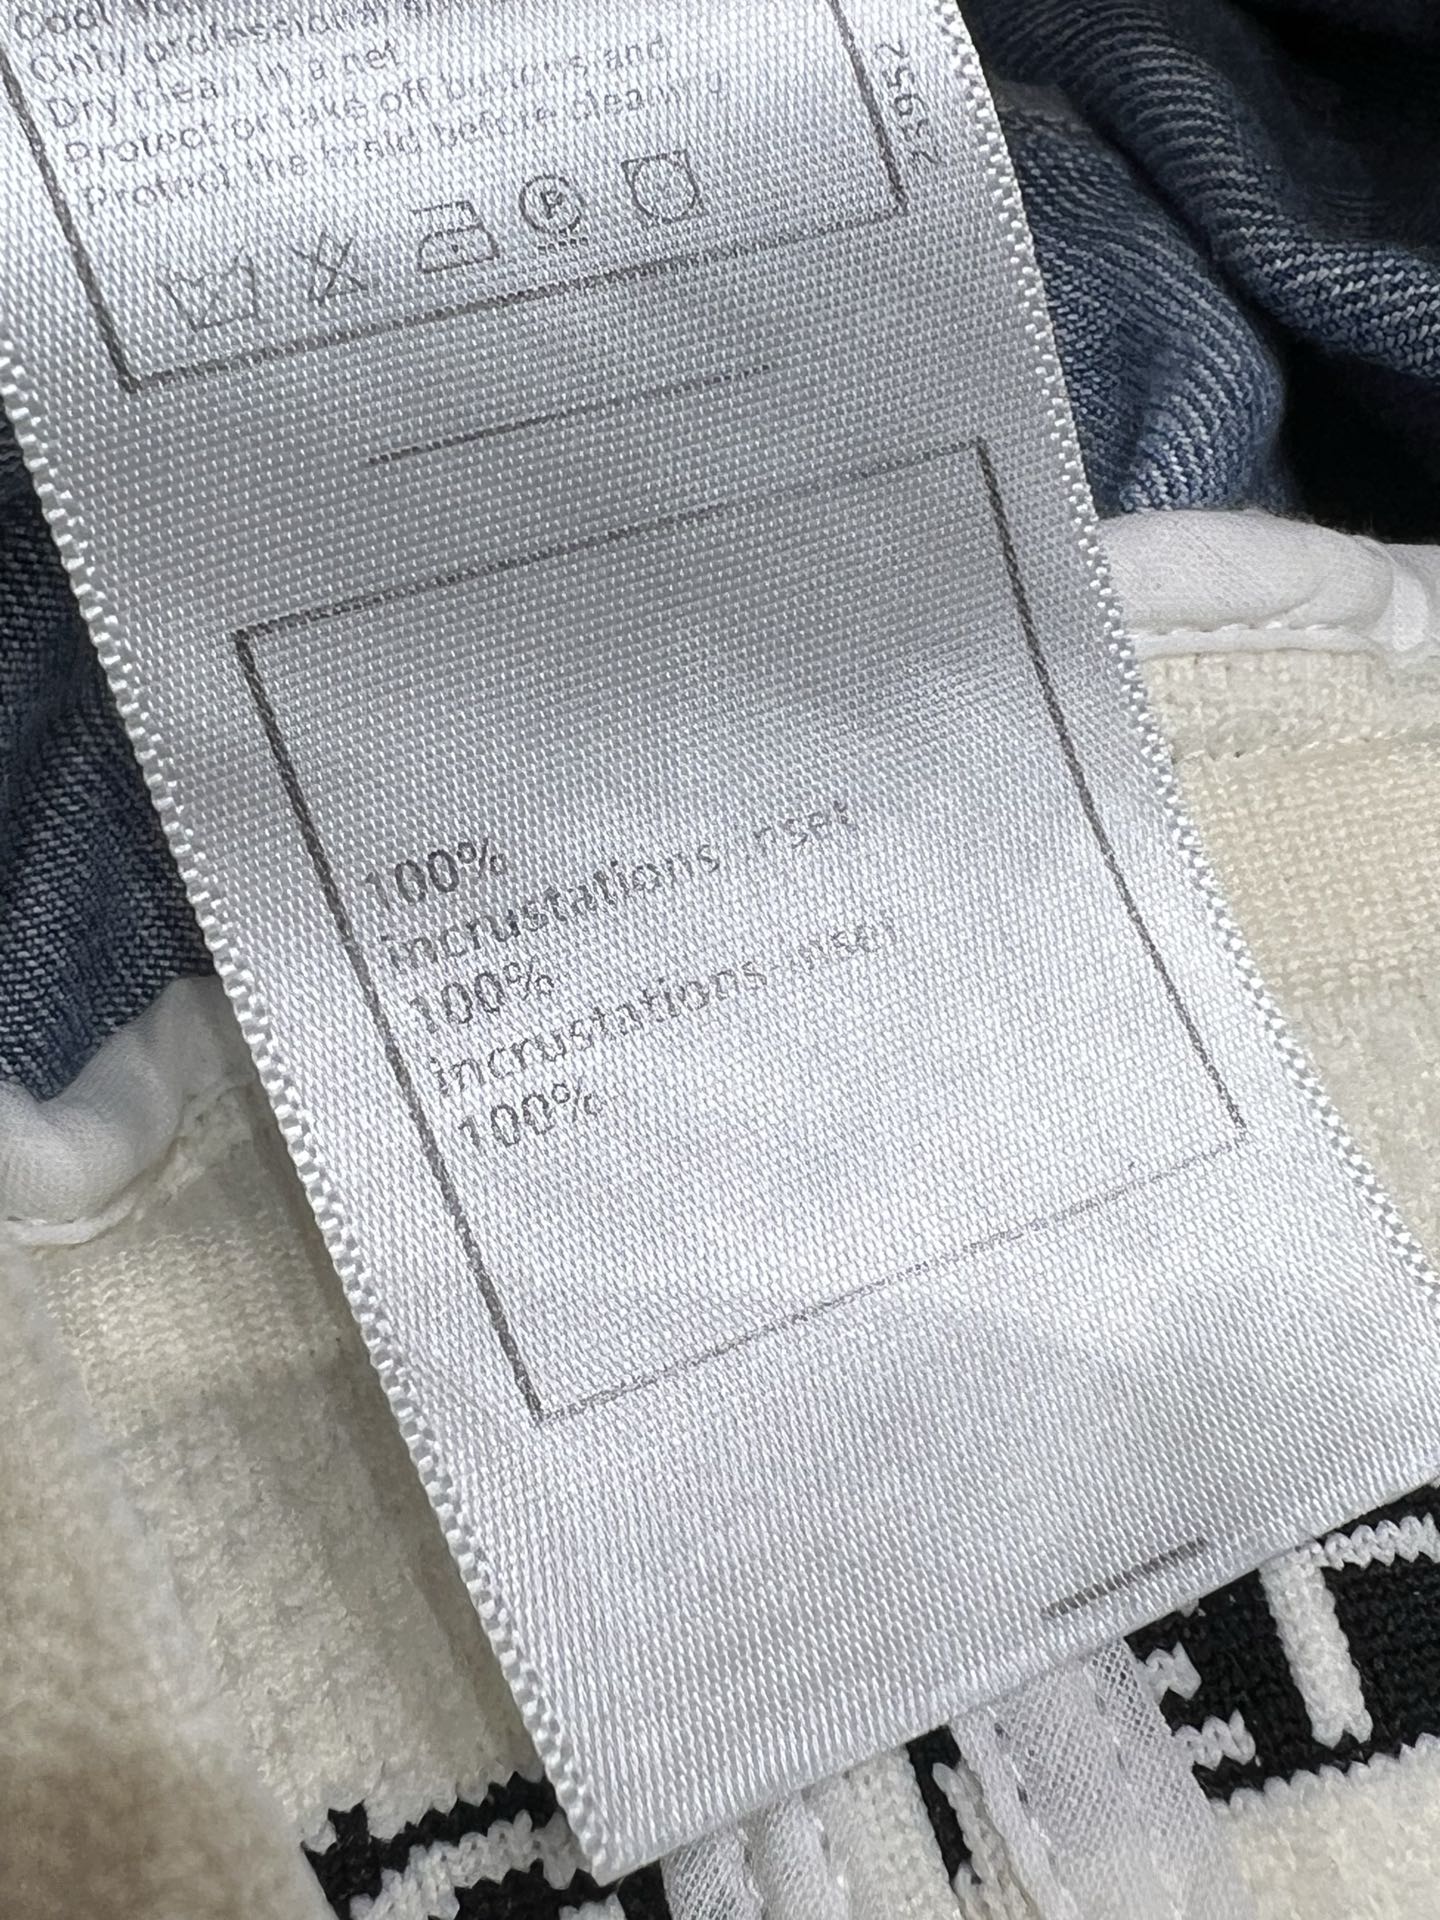 Only professional
Dry clean in a net
Protect or take off buttons and
Protect the braid before cleaning
P
73952
100%
incrustations-inset
100%
incrustations-inset
100%